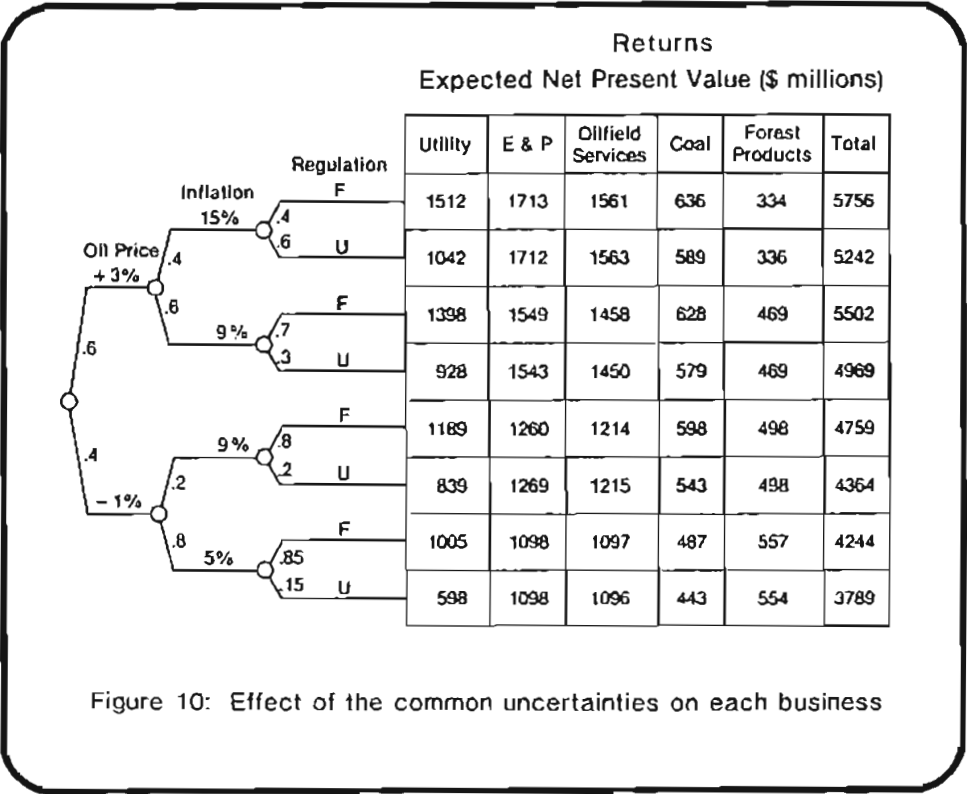 Returns
Expected Net Present Value ($ millions)
Utility E & P Oilfield Services Coal Forest Products Total
Regulation
Inflation
Oil Price
F
15% .4 1512 1713 1561 636 334 5756
.6 U
.4 1042 1712 1563 589 336 5242
+ 3%
.6 F
9% .7 1398 1549 1458 628 469 5502
.6 .3 U
928 1543 1450 579 469 4969
F
9% .8 1189 1260 1214 598 498 4759
.4 .2 U
.2 839 1269 1215 543 498 4364
- 1%
.8 F
5% .85 1005 1098 1097 487 557 4244
.15 U
598 1098 1096 443 554 3789
Figure 10: Effect of the common uncertainties on each business